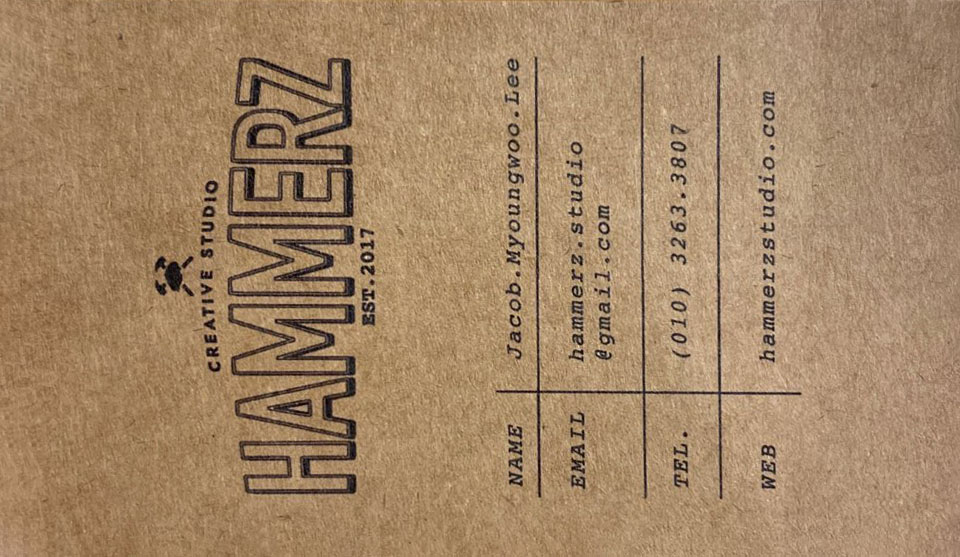 CREATIVE STUDIO
HAMMERZ
EST.2017
NAME Jacob.Myoungwoo.Lee
EMAIL hammerz.studio
@gmail.com
TEL. (010) 3263.3807
WEB hammerzstudio.com